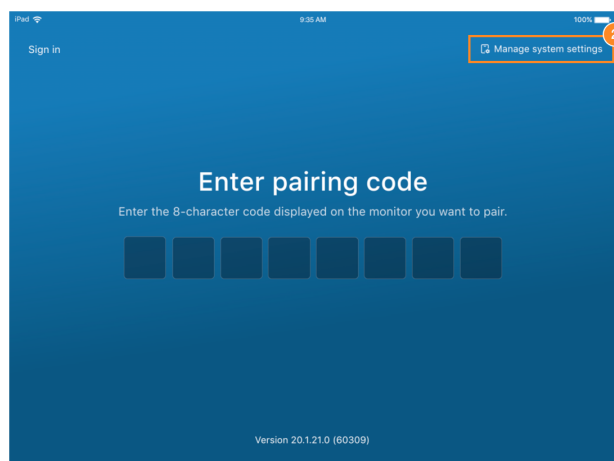 iPad 9:35 AM 100%
Sign in Manage system settings
Enter pairing code
Enter the 8-character code displayed on the monitor you want to pair.
Version 20.1.21.0 (60309)